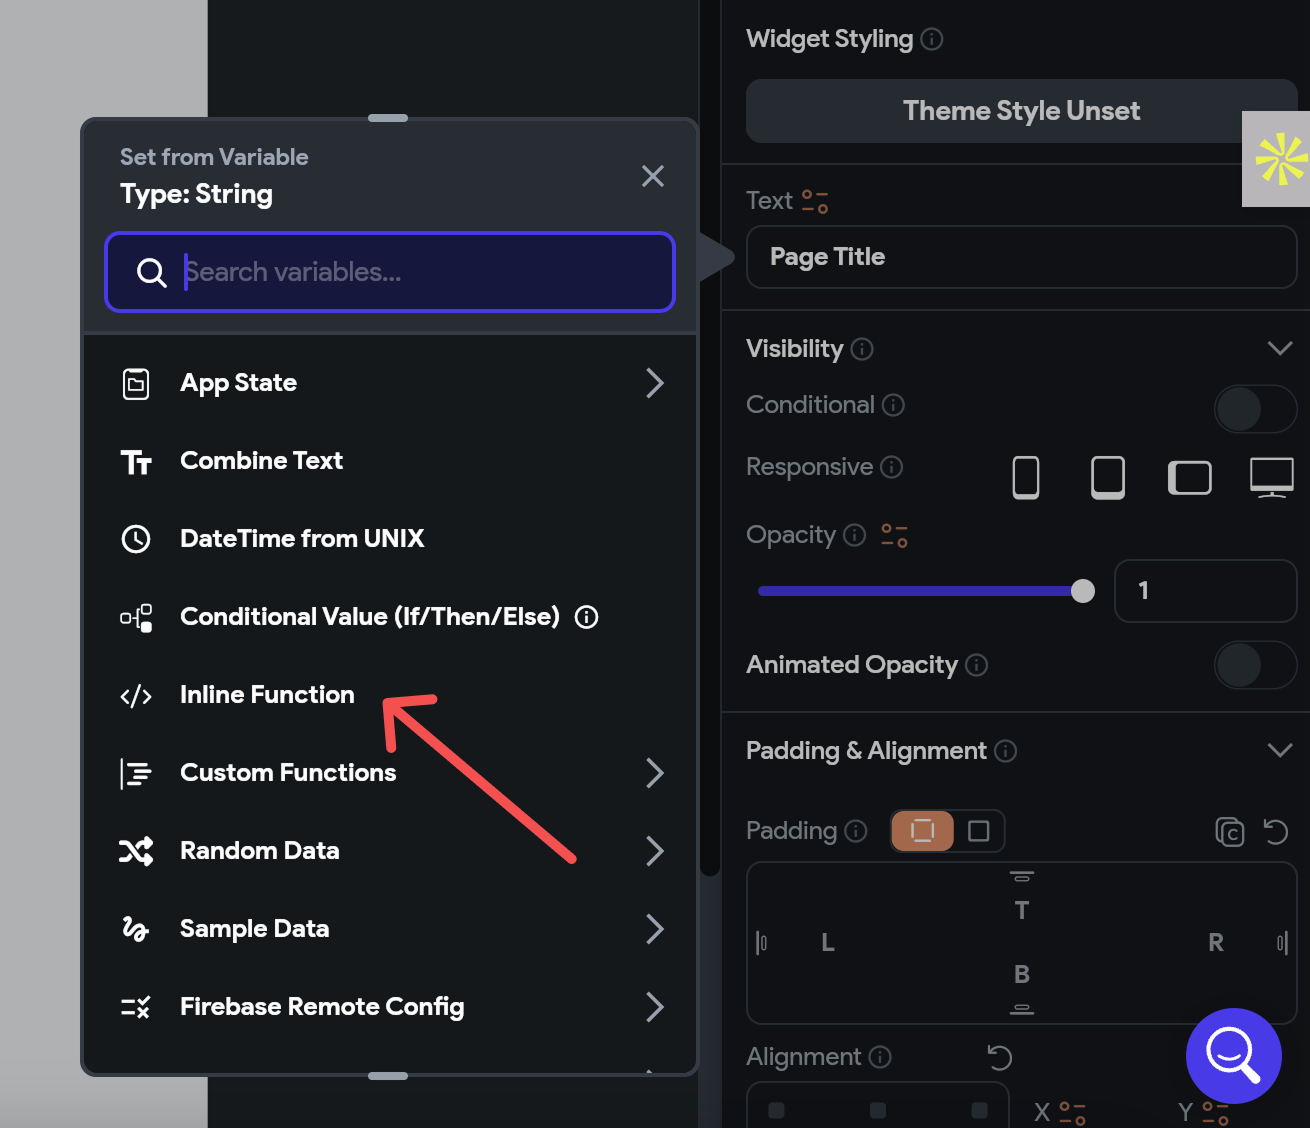 Set from Variable
Type: String
Search variables...
App State
Combine Text
DateTime from UNIX
Conditional Value (If/Then/Else)
Inline Function
Custom Functions
Random Data
Sample Data
Firebase Remote Config
Widget Styling
Theme Style Unset
Text
Page Title
Visibility
Conditional
Responsive
Opacity
1
Animated Opacity
Padding & Alignment
Padding
T
L R
B
Alignment
X Y